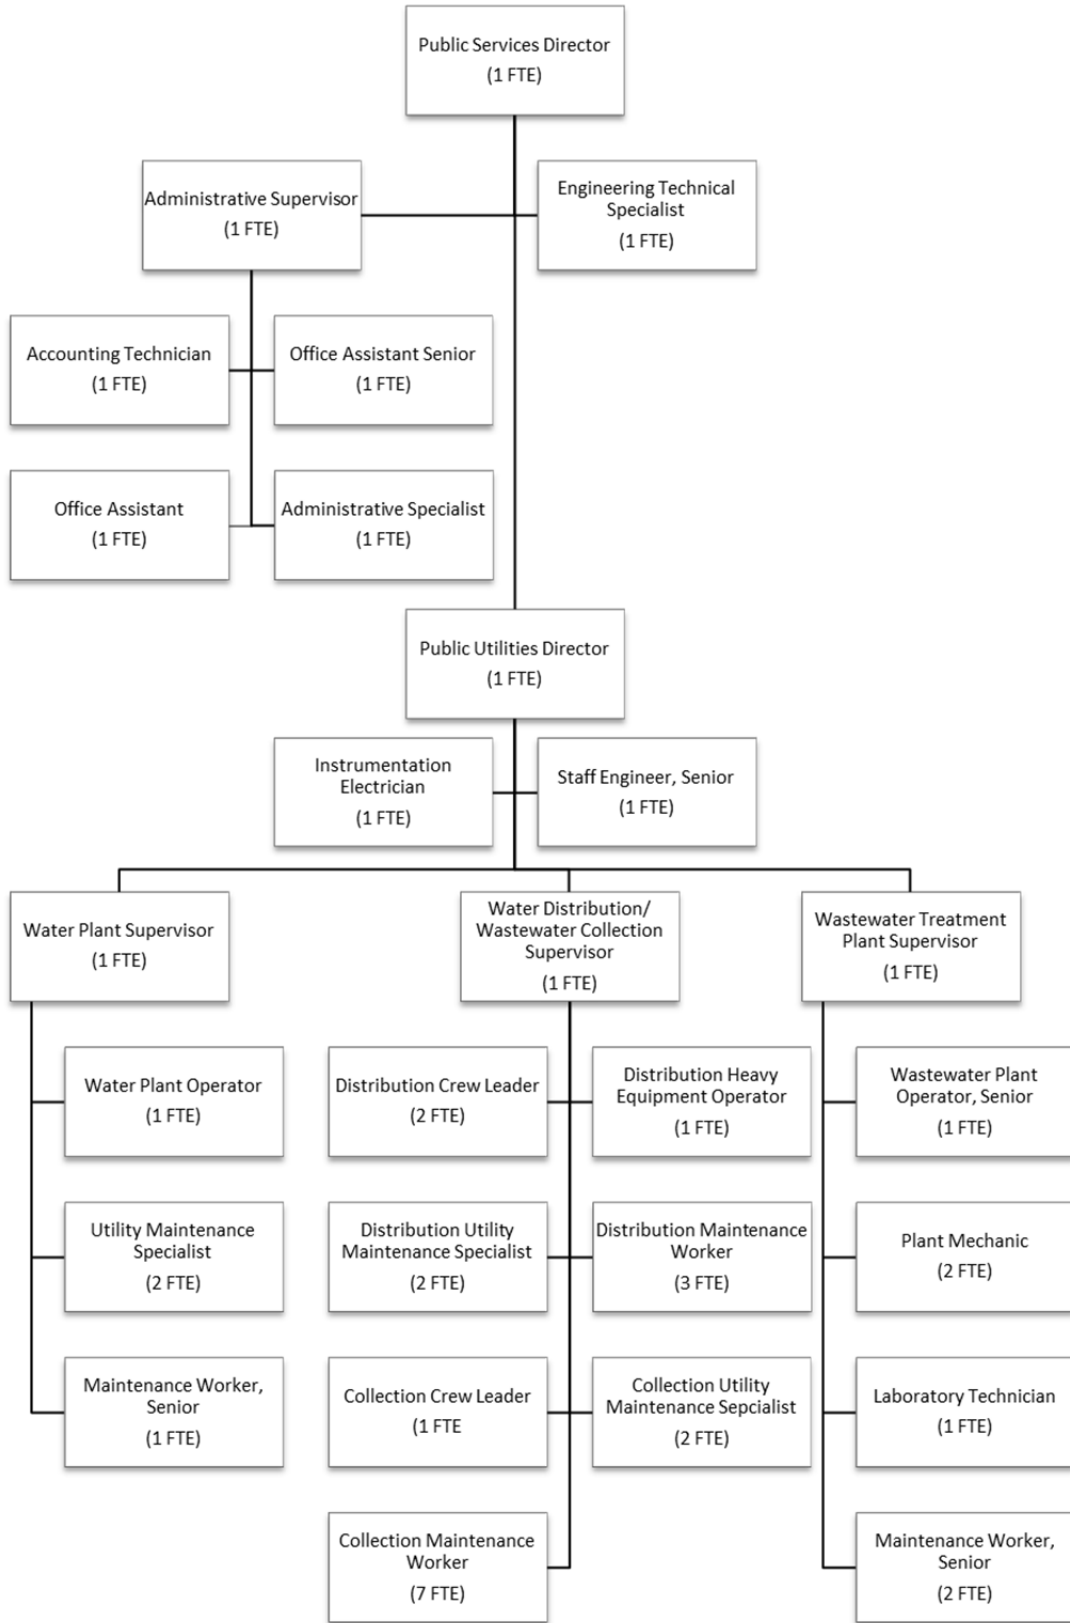 Public Services Director
(1 FTE)
Administrative Supervisor
(1 FTE)
Engineering Technical
Specialist
(1 FTE)
Accounting Technician
(1 FTE)
Office Assistant Senior
(1 FTE)
Office Assistant
(1 FTE)
Administrative Specialist
(1 FTE)
Public Utilities Director
(1 FTE)
Instrumentation
Electrician
(1 FTE)
Staff Engineer, Senior
(1 FTE)
Water Plant Supervisor
(1 FTE)
Water Distribution/
Wastewater Collection
Supervisor
(1 FTE)
Wastewater Treatment
Plant Supervisor
(1 FTE)
Water Plant Operator
(1 FTE)
Distribution Crew Leader
(2 FTE)
Distribution Heavy
Equipment Operator
(1 FTE)
Wastewater Plant
Operator, Senior
(1 FTE)
Utility Maintenance
Specialist
(2 FTE)
Distribution Utility
Maintenance Specialist
(2 FTE)
Distribution Maintenance
Worker
(3 FTE)
Plant Mechanic
(2 FTE)
Maintenance Worker,
Senior
(1 FTE)
Collection Crew Leader
(1 FTE
Collection Utility
Maintenance Sepcialist
(2 FTE)
Laboratory Technician
(1 FTE)
Collection Maintenance
Worker
(7 FTE)
Maintenance Worker,
Senior
(2 FTE)